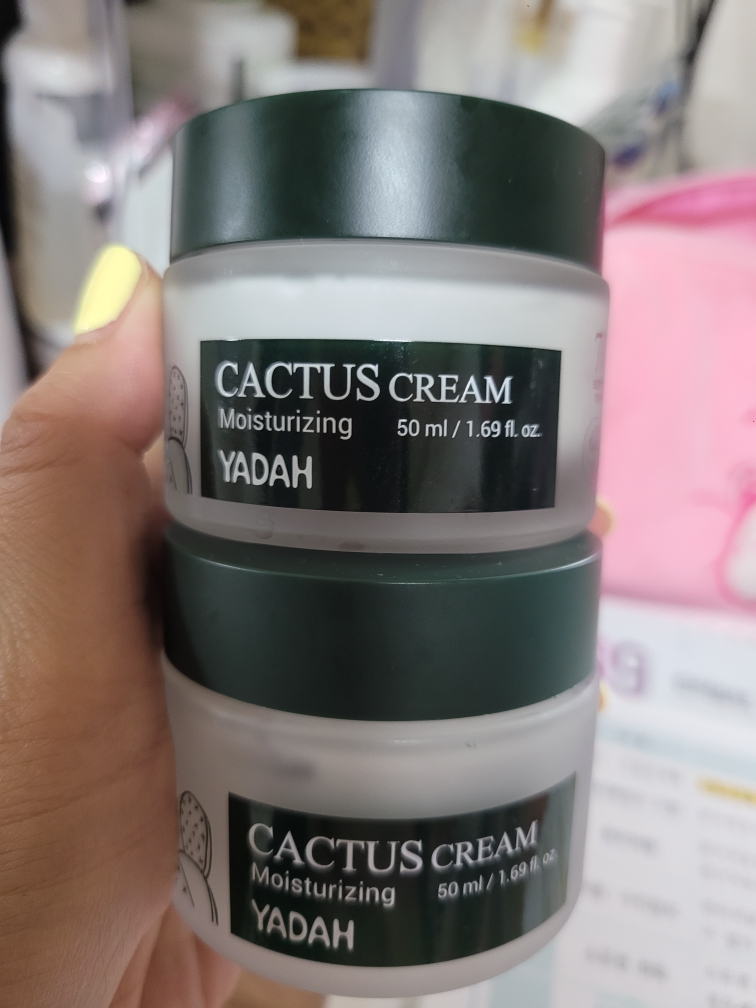 CACTUS CREAM
Moisturizing 50 ml / 1.69 fl. oz.
YADAH
CACTUS CREAM
Moisturizing 50 ml / 1.69 fl. oz.
YADAH